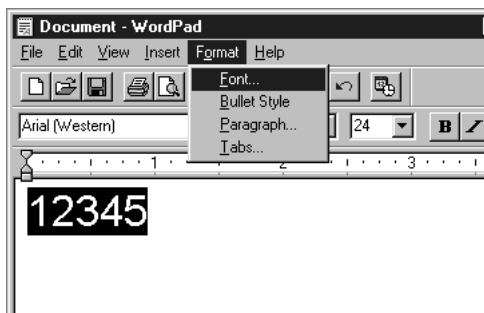 Document - WordPad
File Edit View Insert Format Help
Font...
Bullet Style
Paragraph...
Tabs...
Arial (Western) 24 B I
1 2 3
12345